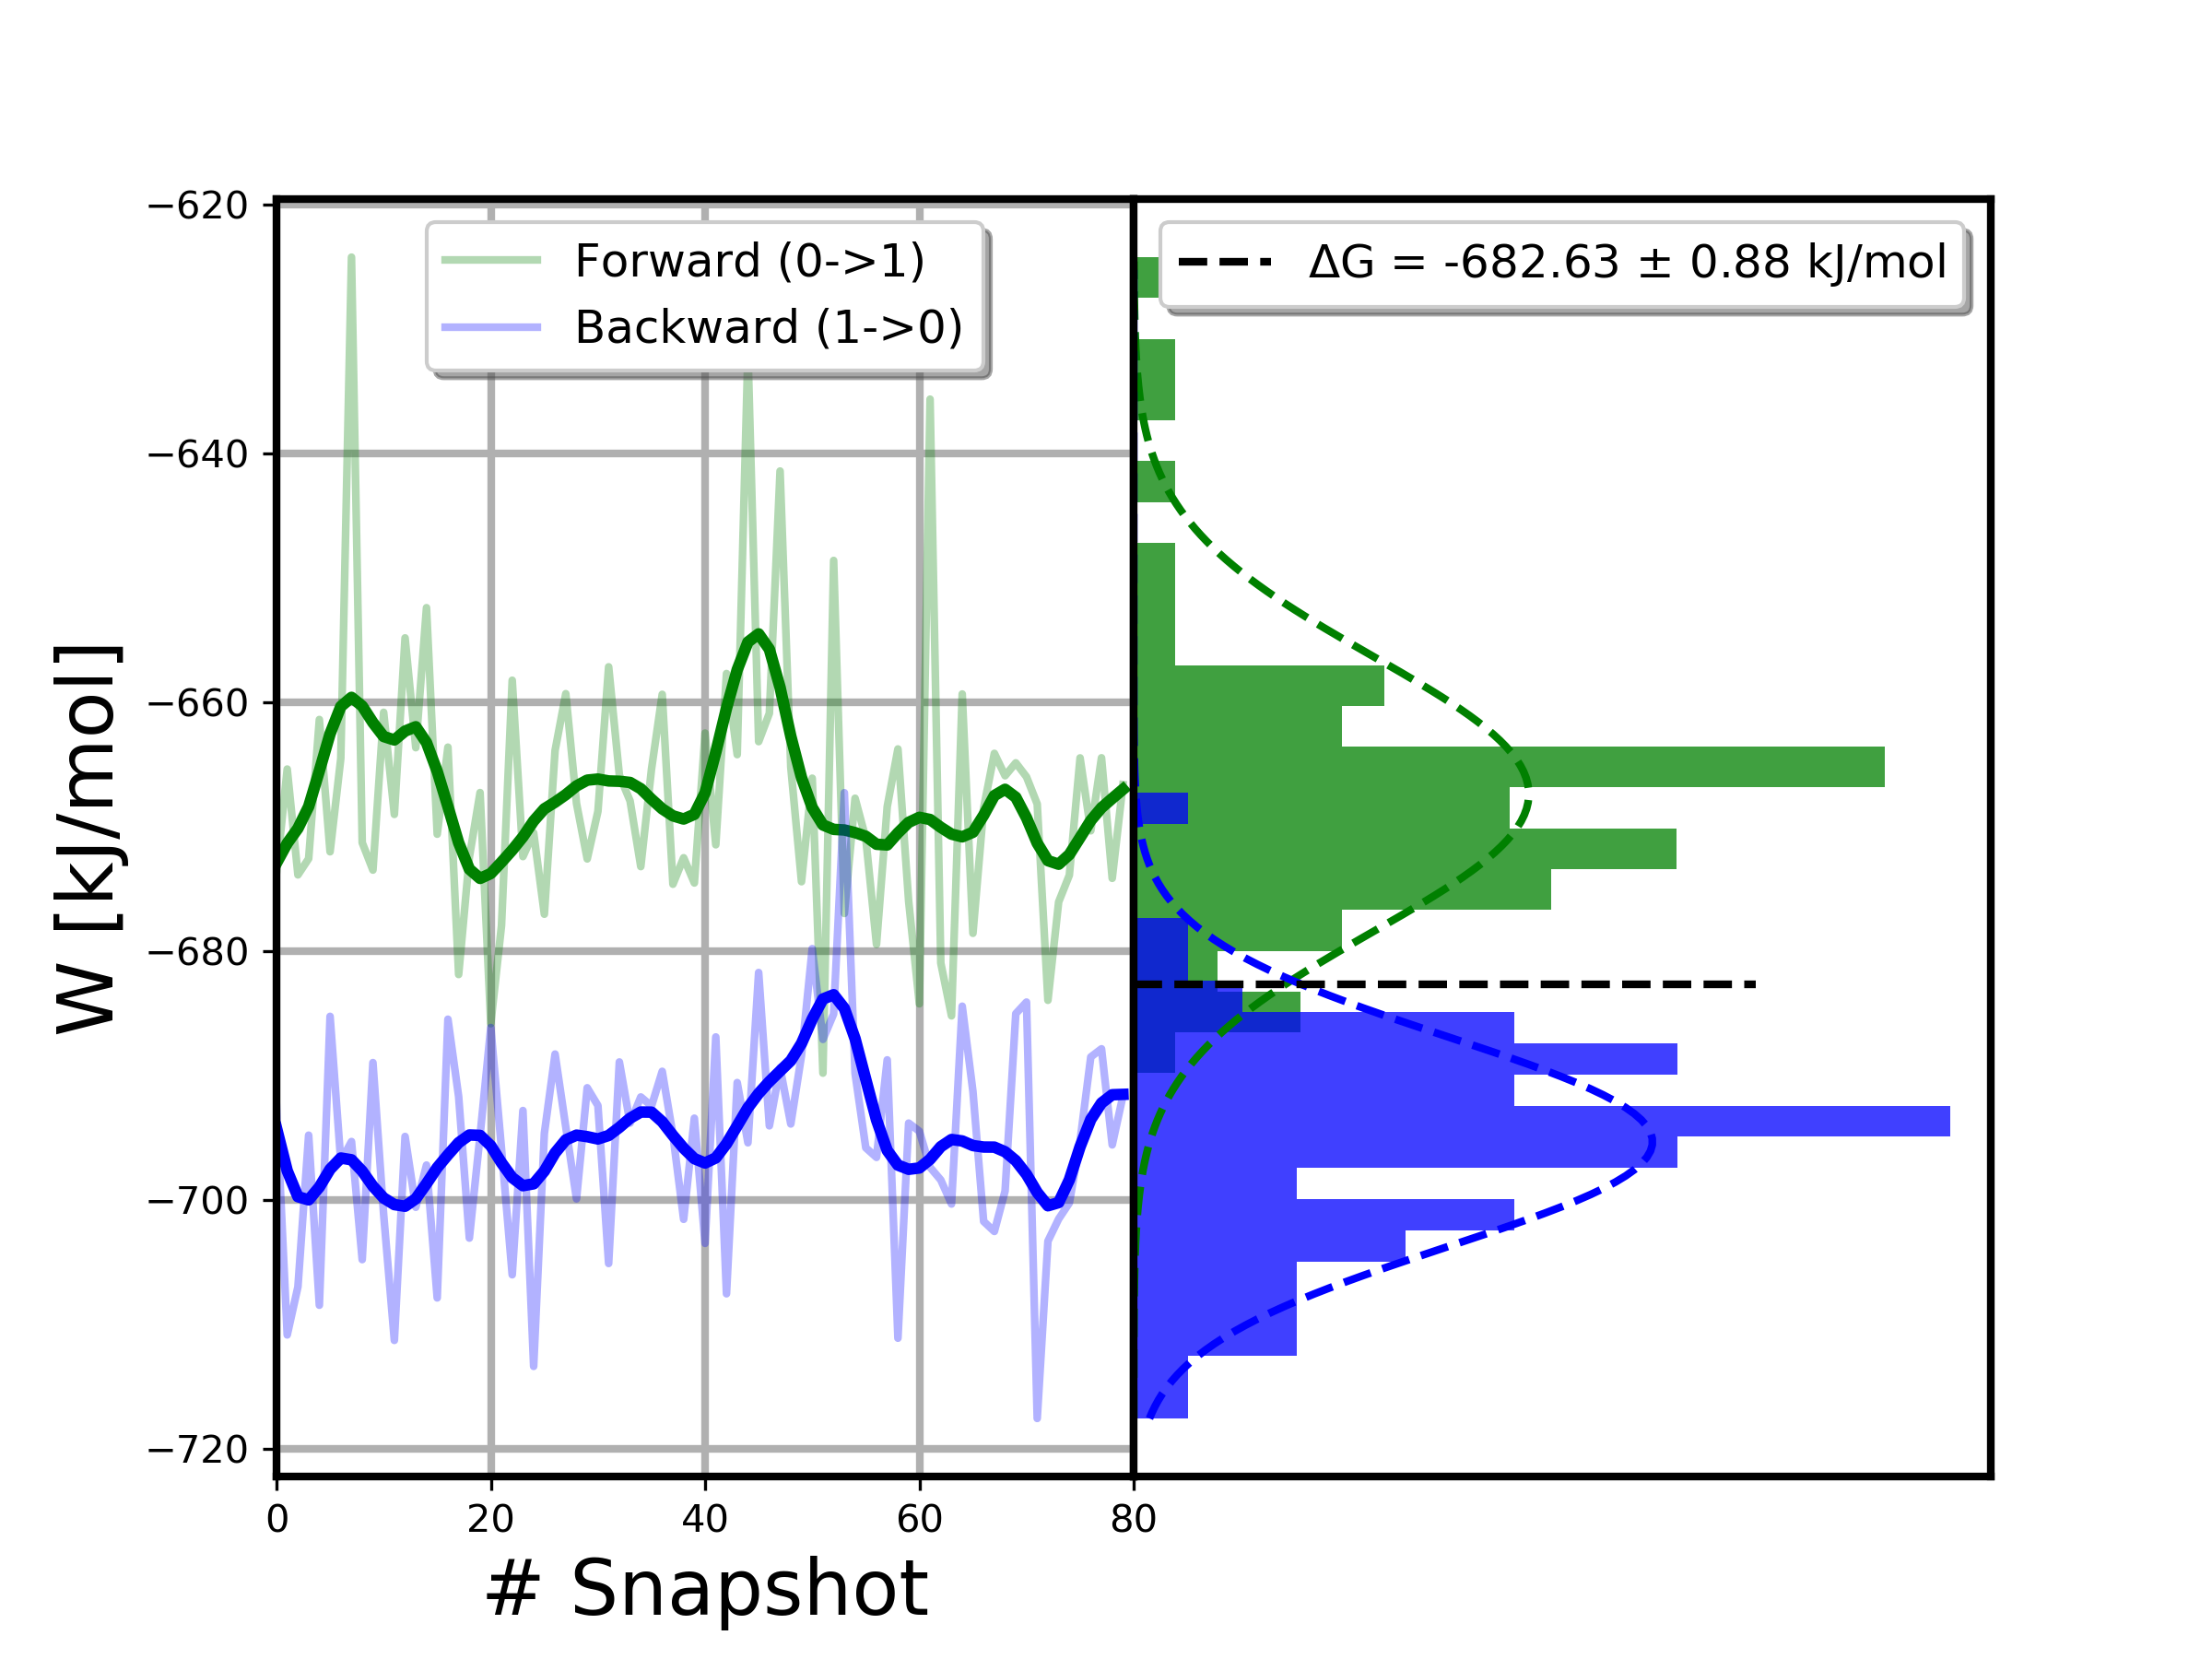 Forward (0->1)
Backward (1->0)
ΔG = -682.63 ± 0.88 kJ/mol
W [kJ/mol]
−620
−640
−660
−680
−700
−720
0 20 40 60 80
# Snapshot